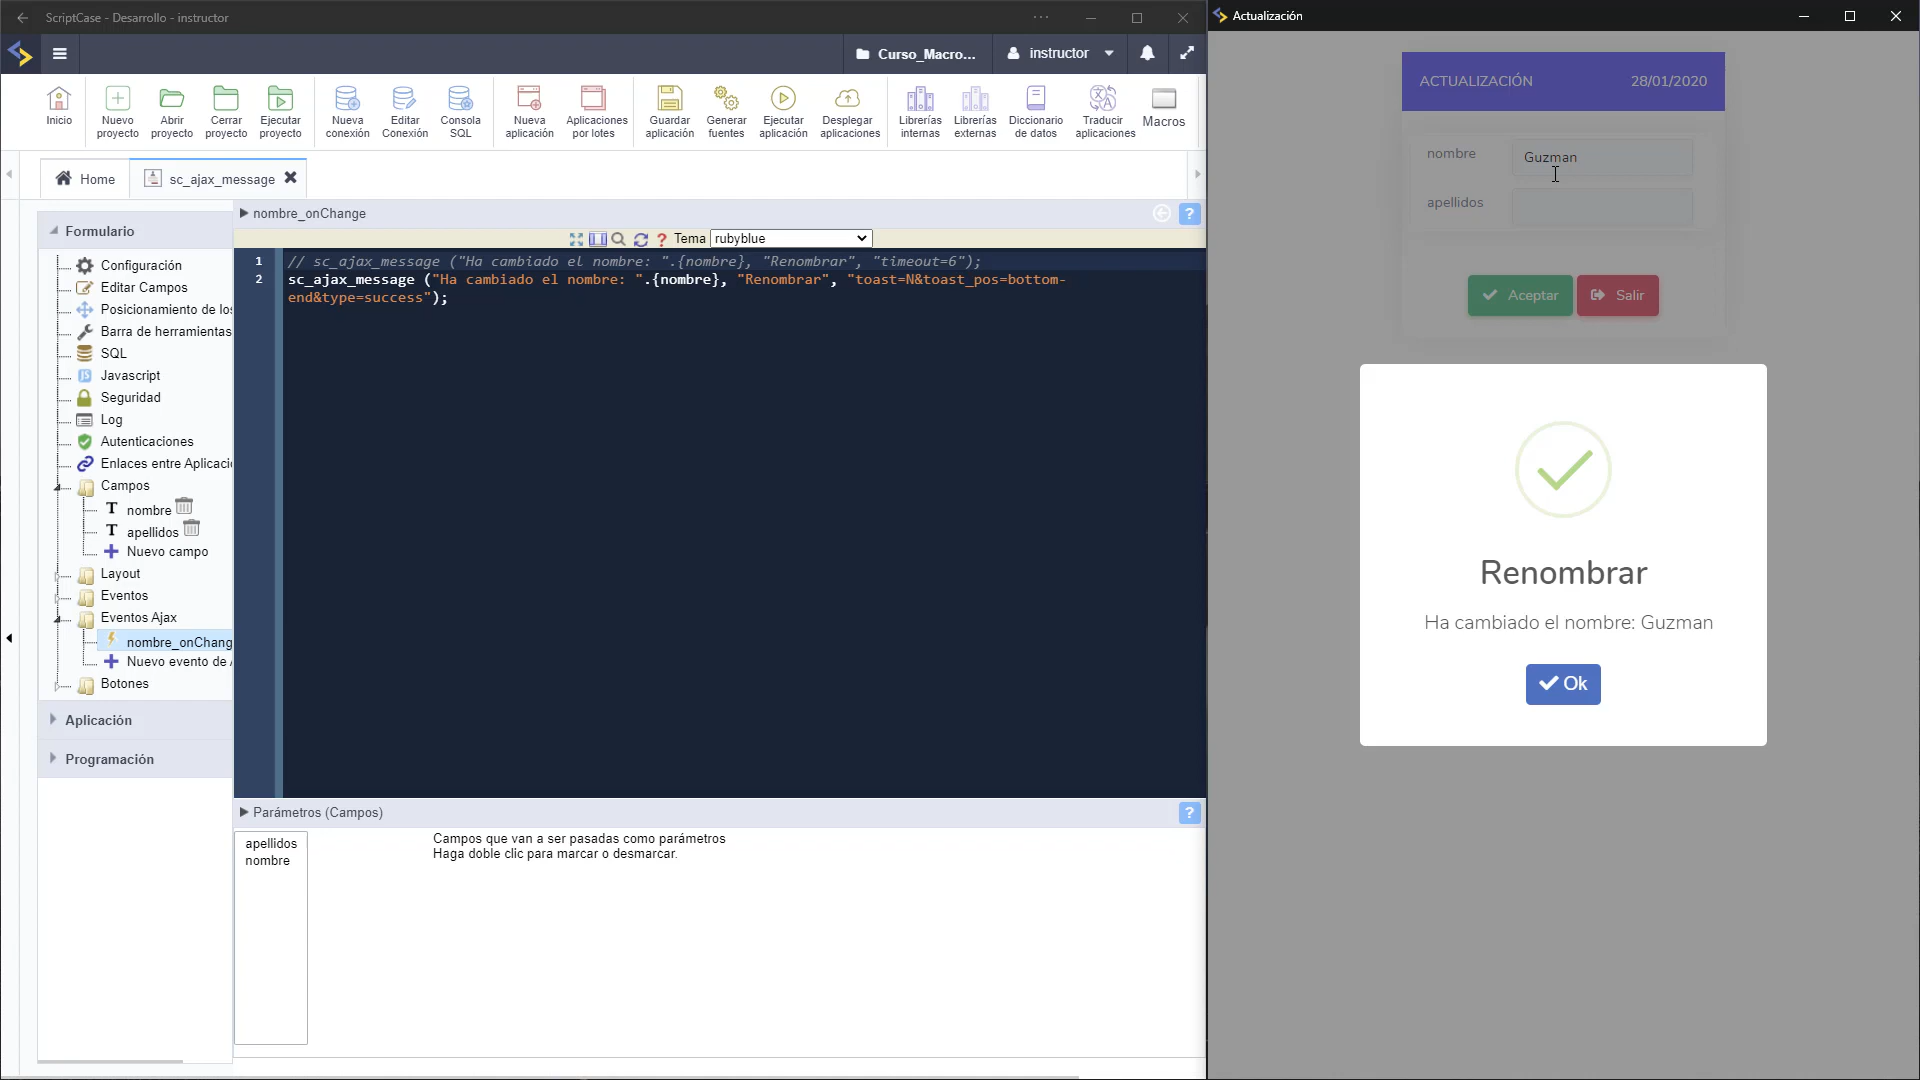 ScriptCase - Desarrollo - instructor
Curso_Macro...
instructor
Inicio
Nuevo proyecto
Abrir proyecto
Cerrar proyecto
Ejecutar proyecto
Nueva conexión
Editar Conexión
Consola SQL
Nueva aplicación
Aplicaciones por lotes
Guardar aplicación
Generar fuentes
Ejecutar aplicación
Desplegar aplicaciones
Librerías internas
Librerías externas
Diccionario de datos
Traducir aplicaciones
Macros
Home
sc_ajax_message
Formulario
Configuración
Editar Campos
Posicionamiento de los
Barra de herramientas
SQL
Javascript
Seguridad
Log
Autenticaciones
Enlaces entre Aplicaci
Campos
nombre
apellidos
Nuevo campo
Layout
Eventos
Eventos Ajax
nombre_onChang
Nuevo evento de A
Botones
Aplicación
Programación
nombre_onChange
?
? Tema rubyblue
1 // sc_ajax_message ("Ha cambiado el nombre: ".{nombre}, "Renombrar", "timeout=6");
2 sc_ajax_message ("Ha cambiado el nombre: ".{nombre}, "Renombrar", "toast=N&toast_pos=bottom-
end&type=success");
Parámetros (Campos)
?
apellidos
nombre
Campos que van a ser pasadas como parámetros
Haga doble clic para marcar o desmarcar.
Actualización
ACTUALIZACIÓN 28/01/2020
nombre Guzman
apellidos
Aceptar Salir
Renombrar
Ha cambiado el nombre: Guzman
Ok